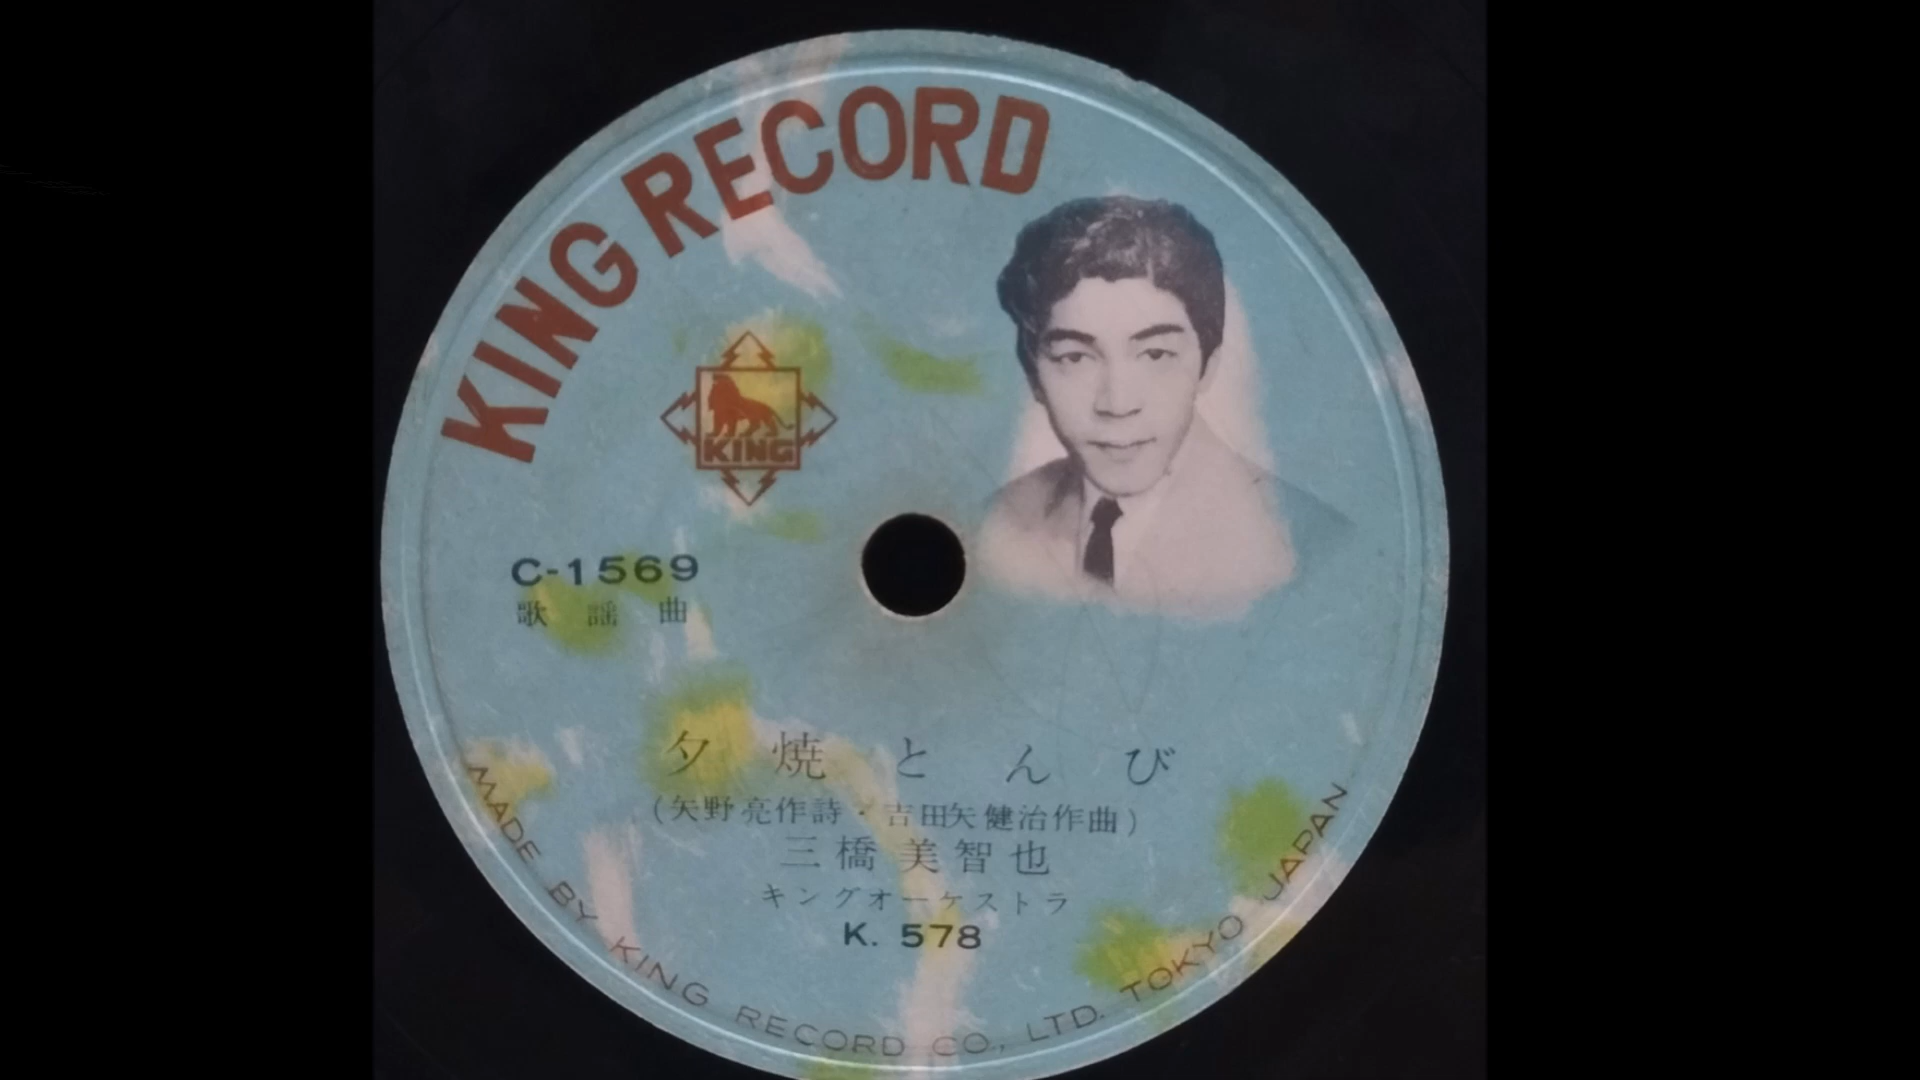 KING RECORD
KING
C-1569
歌謡曲
夕焼とんび
(矢野亮作詩・吉田矢健治作曲)
三橋美智也
キングオーケストラ
K. 578
MADE BY KING RECORD CO., LTD. TOKYO JAPAN